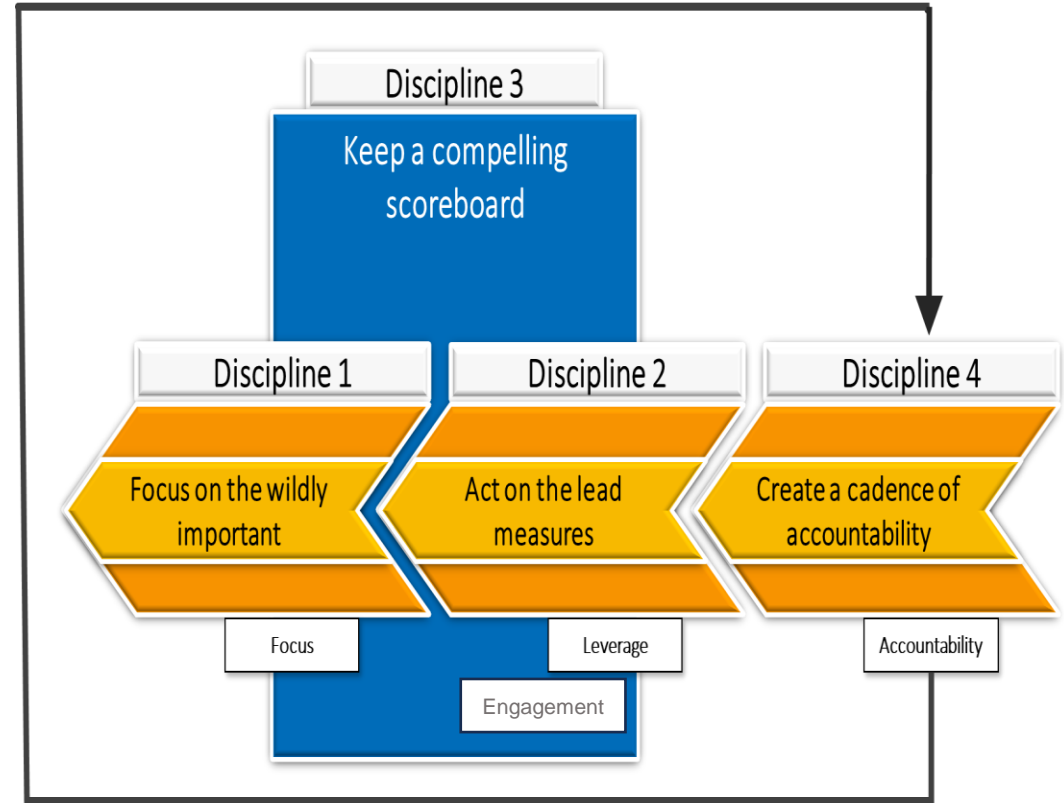 Discipline 3
Keep a compelling
scoreboard
Discipline 1
Focus on the wildly
important
Focus
Discipline 2
Act on the lead
measures
Leverage
Discipline 4
Create a cadence of
accountability
Accountability
Engagement